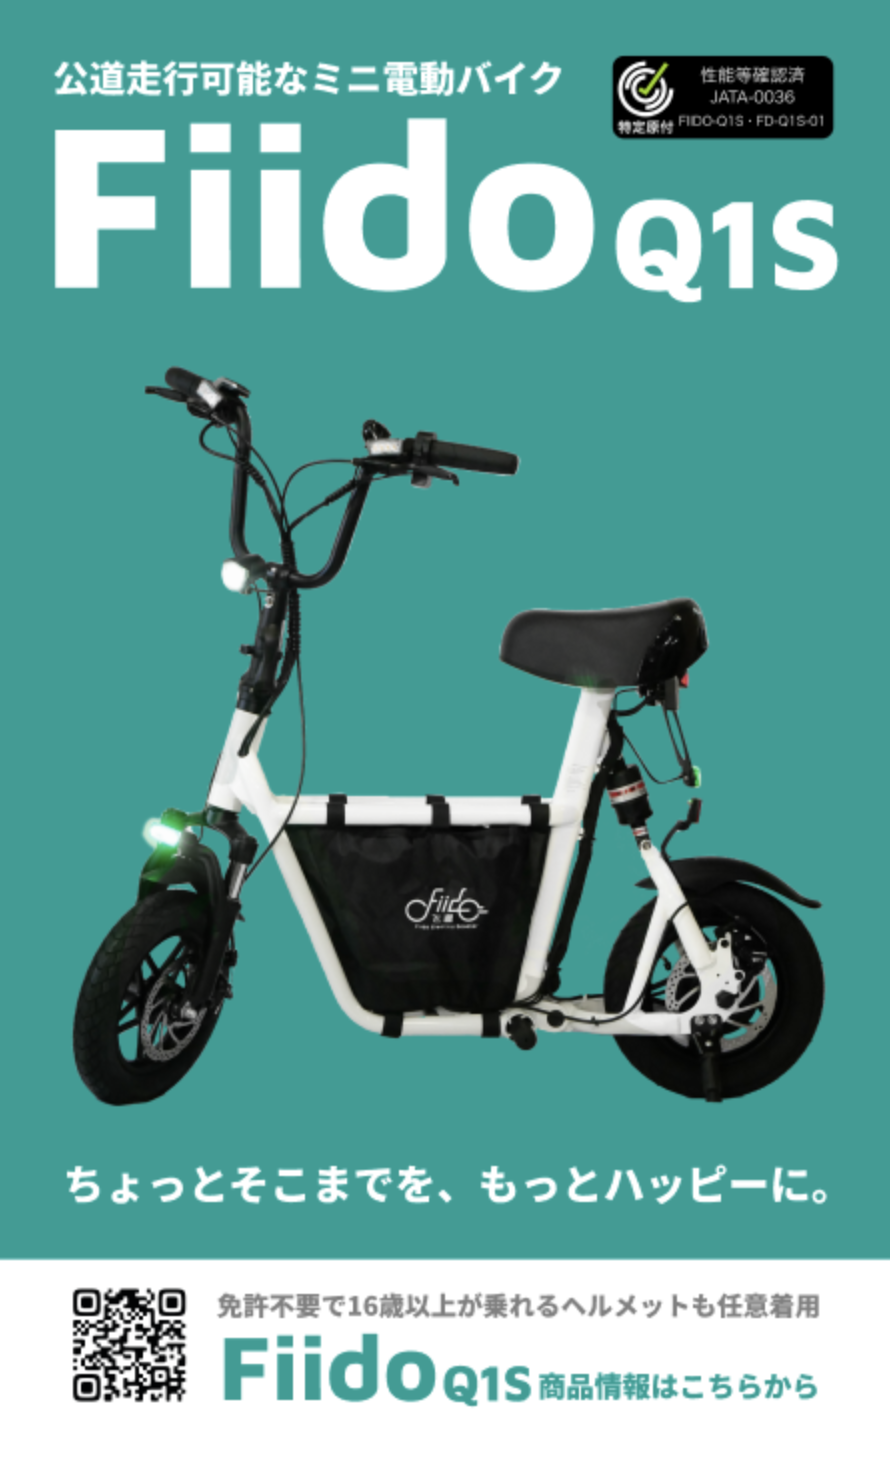 公道走行可能なミニ電動バイク
性能等確認済
JATA-0036
特定原付 FIIDO-Q1S・FD-Q1S-01
Fiido Q1S
Fiido
ちょっとそこまでを、もっとハッピーに。
免許不要で16歳以上が乗れるヘルメットも任意着用
Fiido Q1S 商品情報はこちらから